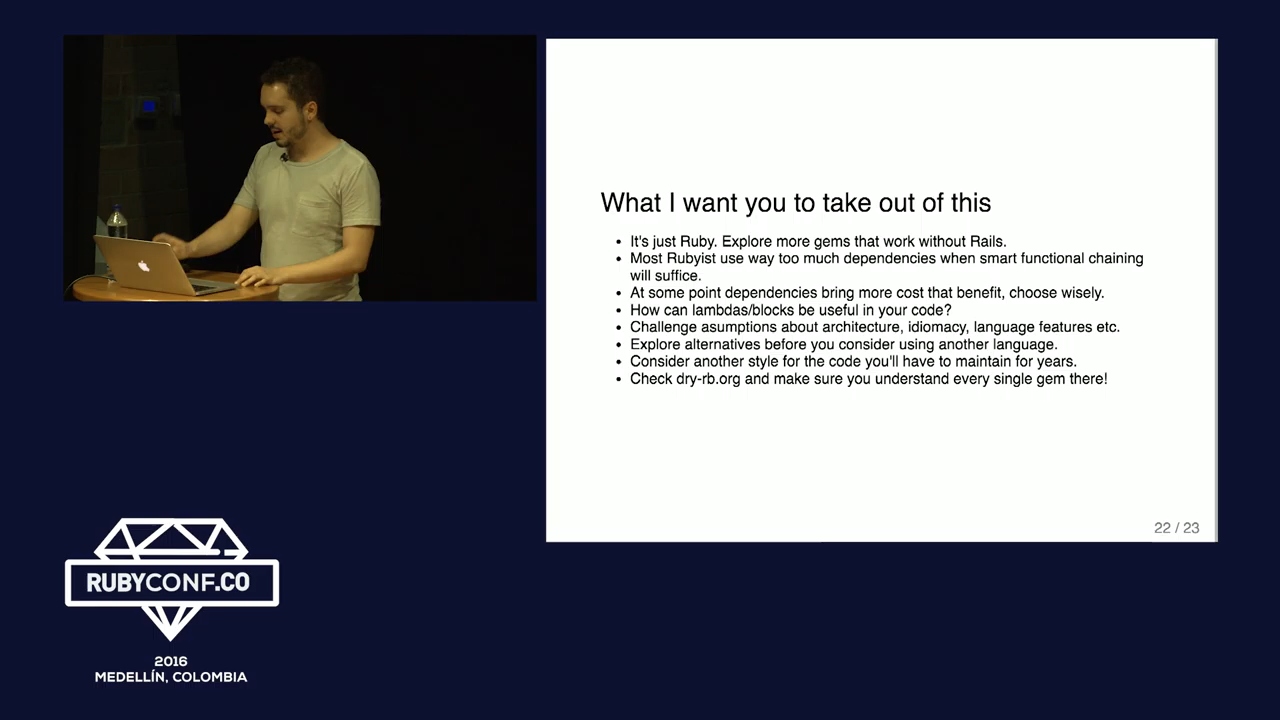 What I want you to take out of this
It's just Ruby. Explore more gems that work without Rails.
Most Rubyist use way too much dependencies when smart functional chaining
will suffice.
At some point dependencies bring more cost that benefit, choose wisely.
How can lambdas/blocks be useful in your code?
Challenge asumptions about architecture, idiomacy, language features etc.
Explore alternatives before you consider using another language.
Consider another style for the code you'll have to maintain for years.
Check dry-rb.org and make sure you understand every single gem there!
22 / 23
RUBYCONF.CO
2016
MEDELLÍN, COLOMBIA